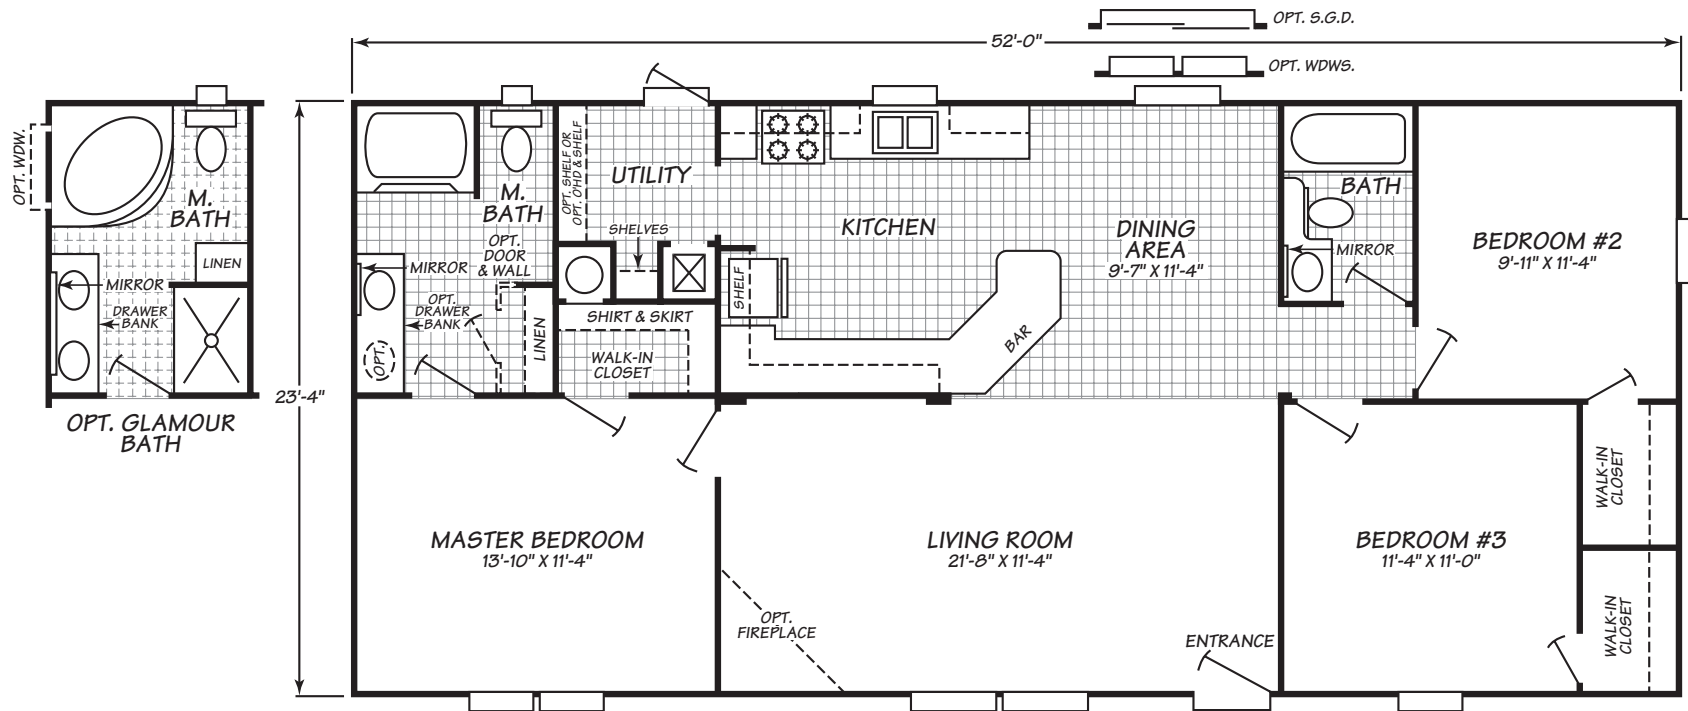 OPT. S.G.D.
52'-0"
OPT. WDWS.
OPT. WDW.
M.
BATH
LINEN
MIRROR
DRAWER
BANK
OPT. GLAMOUR
BATH
23'-4"
OPT. SHELF OR
OPT. O'HD & SHELF
UTILITY
M.
BATH
SHELVES
OPT.
DOOR
& WALL
MIRROR
OPT.
DRAWER
BANK
OPT.
LINEN
SHIRT & SKIRT
WALK-IN
CLOSET
KITCHEN
SHELF
BAR
DINING
AREA
9'-7" X 11'-4"
BATH
MIRROR
BEDROOM #2
9'-11" X 11'-4"
MASTER BEDROOM
13'-10" X 11'-4"
LIVING ROOM
21'-8" X 11'-4"
OPT.
FIREPLACE
ENTRANCE
BEDROOM #3
11'-4" X 11'-0"
WALK-IN
CLOSET
WALK-IN
CLOSET